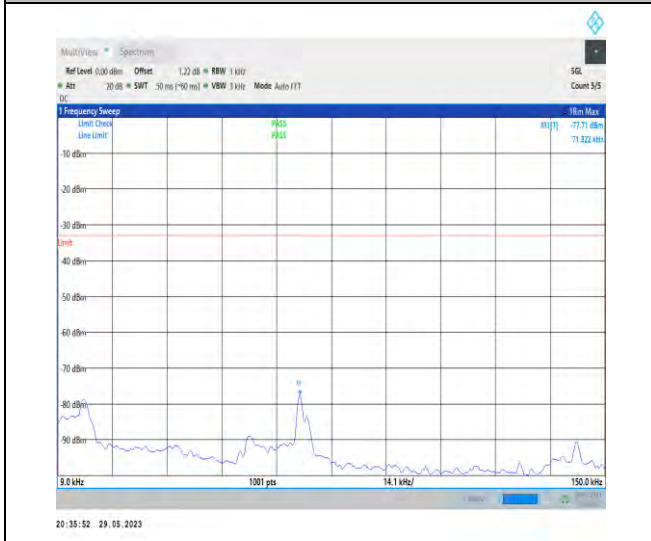 MultiView Spectrum
Ref Level 0.00 dBm Offset 1.22 dB RBW 1 kHz SGL
Att 20 dB SWT 50 ms (~60 ms) VBW 3 kHz Mode Auto FFT Count 5/5
DC
1 Frequency Sweep 1Rm Max
Limit Check PASS M1[1] -77.71 dBm
Line Limit PASS 71.322 kHz
-10 dBm
-20 dBm
-30 dBm
Limit
-40 dBm
-50 dBm
-60 dBm
-70 dBm
-80 dBm
-90 dBm
9.0 kHz 1001 pts 14.1 kHz/ 150.0 kHz
20:35:52 29.05.2023